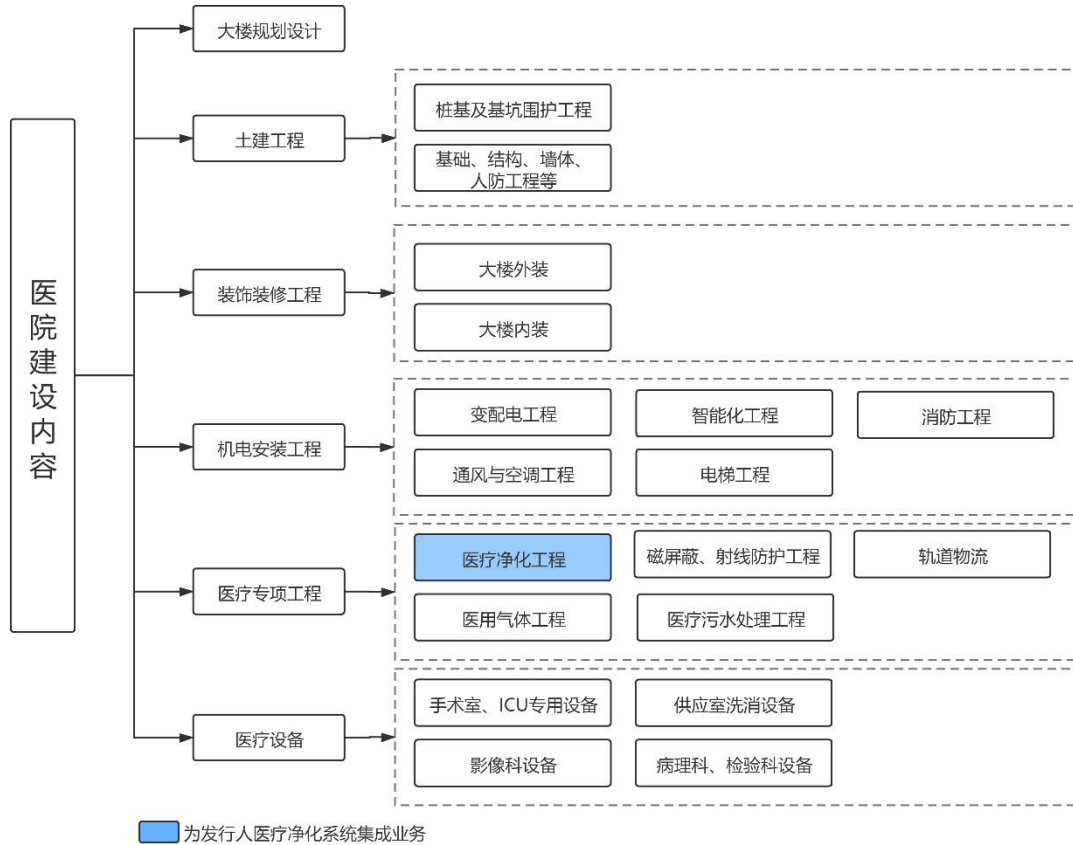 医院建设内容
大楼规划设计
土建工程
桩基及基坑围护工程
基础、结构、墙体、
人防工程等
装饰装修工程
大楼外装
大楼内装
机电安装工程
变配电工程
智能化工程
消防工程
通风与空调工程
电梯工程
医疗专项工程
医疗净化工程
磁屏蔽、射线防护工程
轨道物流
医用气体工程
医疗污水处理工程
医疗设备
手术室、ICU专用设备
供应室洗消设备
影像科设备
病理科、检验科设备
为发行人医疗净化系统集成业务